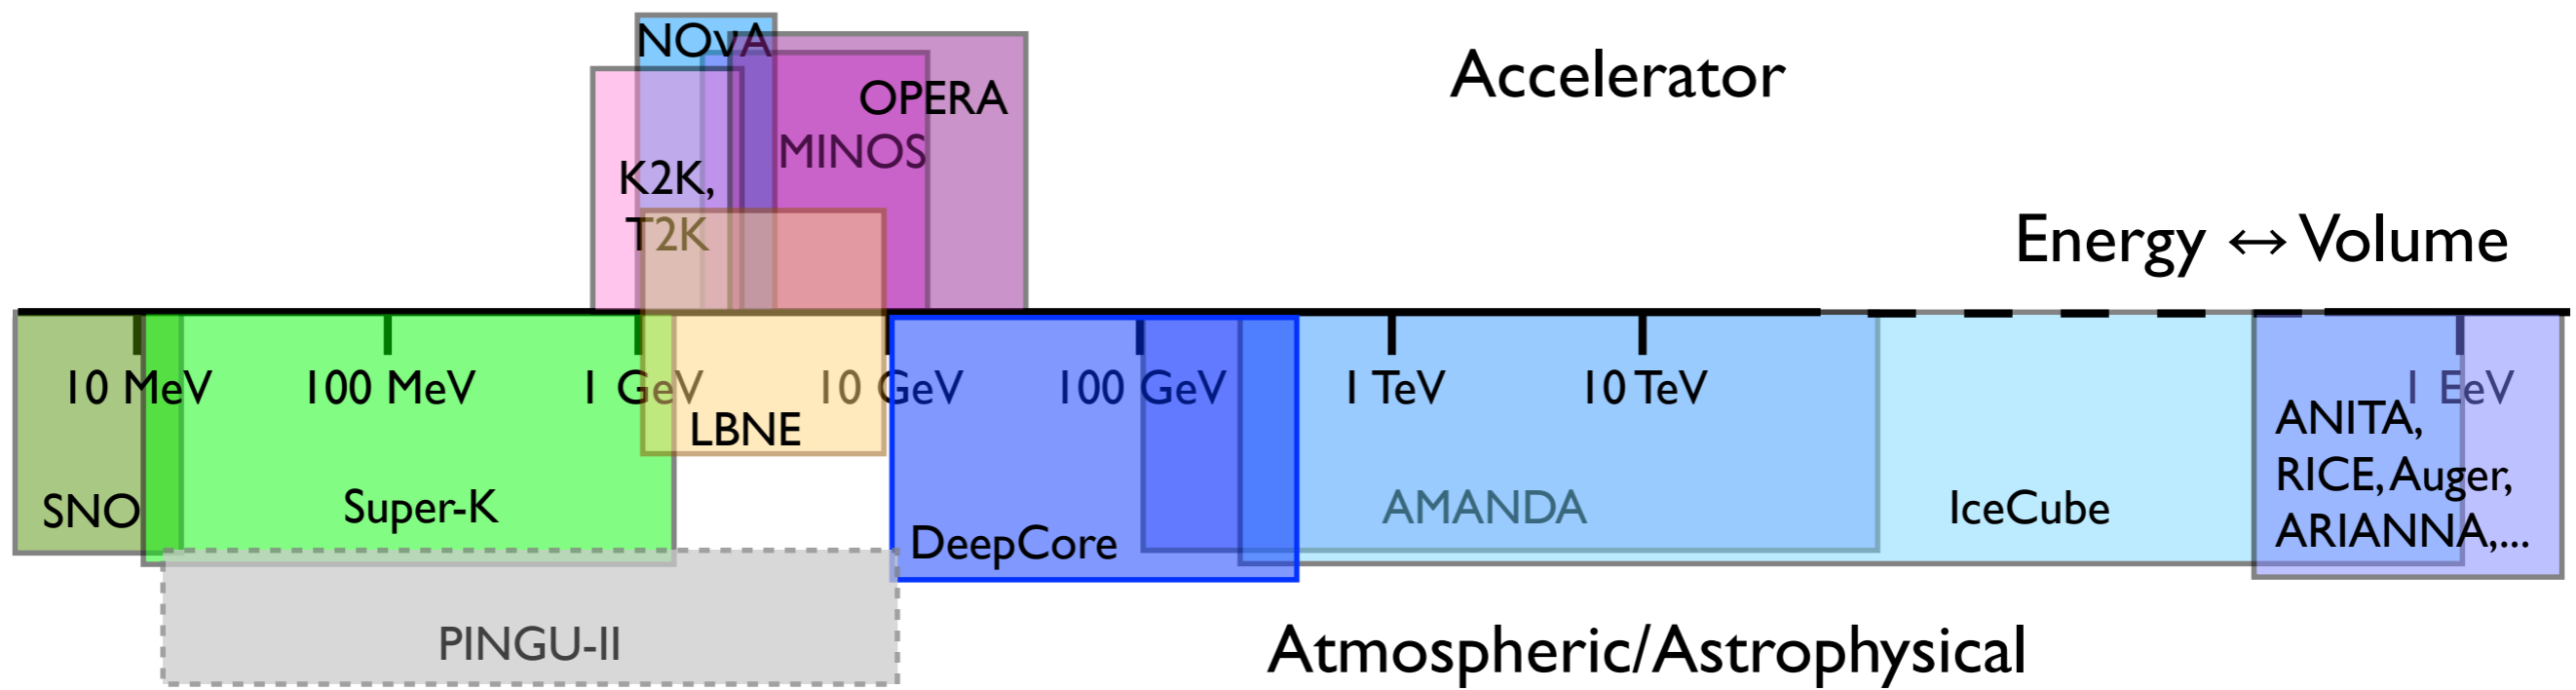 NOνA
Accelerator
OPERA
MINOS
K2K,
T2K
Energy ↔ Volume
10 MeV
100 MeV
1 GeV
10 GeV
100 GeV
1 TeV
10 TeV
1 EeV
LBNE
ANITA,
RICE, Auger,
ARIANNA,...
SNO
Super-K
DeepCore
AMANDA
IceCube
PINGU-II
Atmospheric/Astrophysical